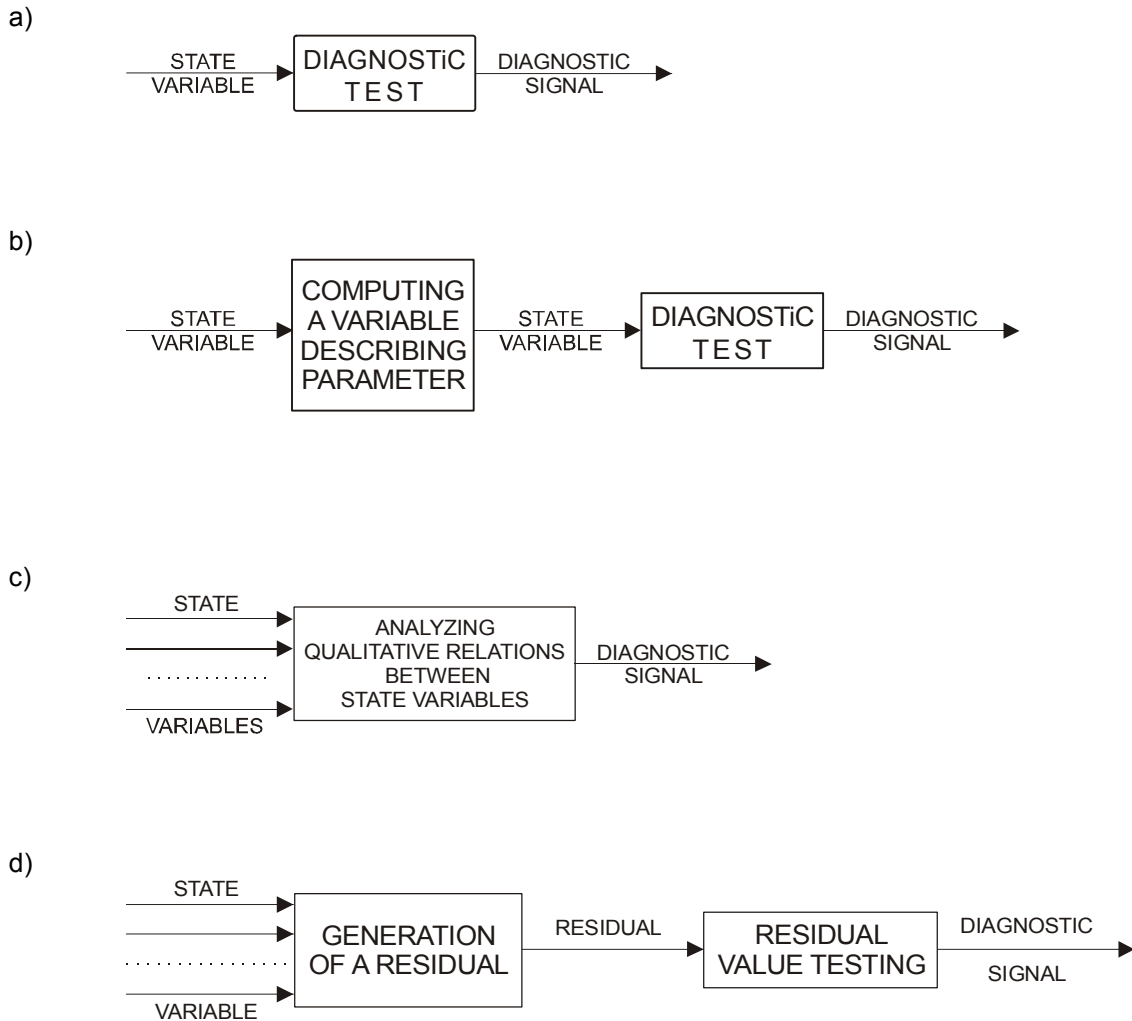 a)
STATE
VARIABLE
DIAGNOSTiC
TEST
DIAGNOSTIC
SIGNAL
b)
STATE
VARIABLE
COMPUTING
A VARIABLE
DESCRIBING
PARAMETER
STATE
VARIABLE
DIAGNOSTiC
TEST
DIAGNOSTIC
SIGNAL
c)
STATE
VARIABLES
ANALYZING
QUALITATIVE RELATIONS
BETWEEN
STATE VARIABLES
DIAGNOSTIC
SIGNAL
d)
STATE
VARIABLE
GENERATION
OF A RESIDUAL
RESIDUAL
RESIDUAL
VALUE TESTING
DIAGNOSTIC
SIGNAL